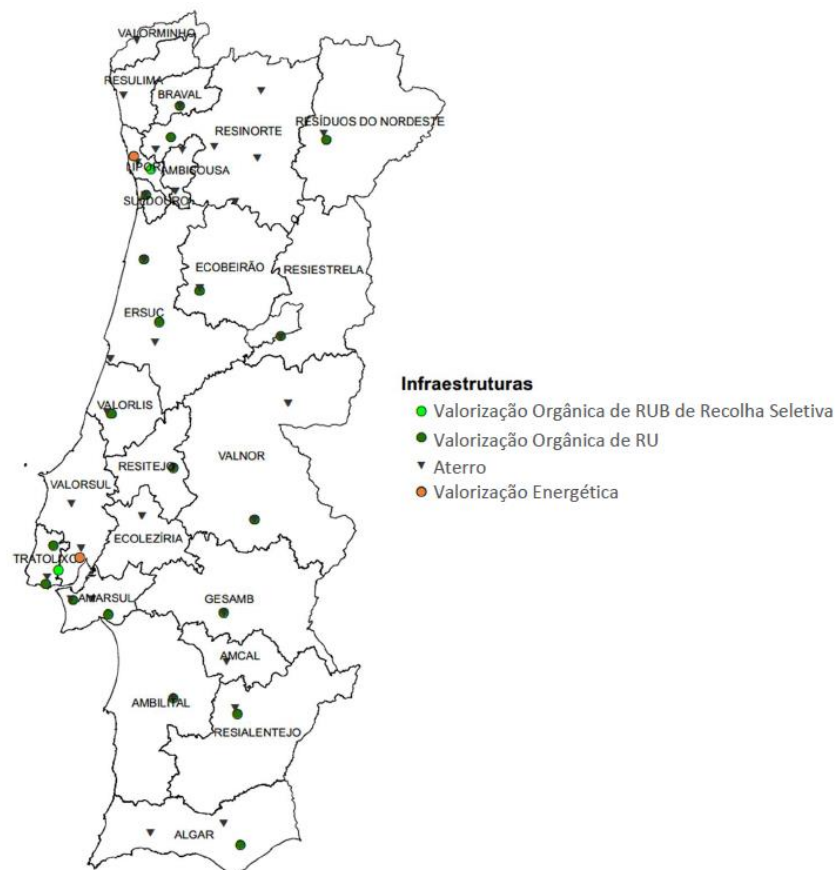 VALORMINHO
RESULIMA
BRAVAL
RESINORTE
RESÍDUOS DO NORDESTE
LIPOR
AMBISOUSA
SULDOURO
ECOBEIRÃO
RESIESTRELA
ERSUC
Infraestruturas
Valorização Orgânica de RUB de Recolha Seletiva
VALORLIS
Valorização Orgânica de RU
VALNOR
RESITEJO
Aterro
VALORSUL
Valorização Energética
ECOLEZÍRIA
TRATOLIXO
AMARSUL
GESAMB
AMCAL
AMBILITAL
RESIALENTEJO
ALGAR